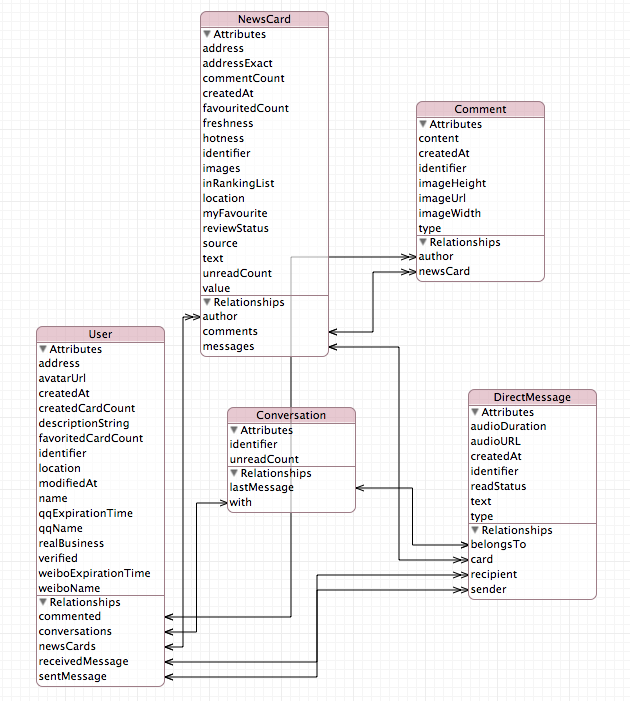 NewsCard
Attributes
address
addressExact
commentCount
createdAt
favouritedCount
freshness
hotness
identifier
images
inRankingList
location
myFavourite
reviewStatus
source
text
unreadCount
value
Relationships
author
comments
messages
Comment
Attributes
content
createdAt
identifier
imageHeight
imageUrl
imageWidth
type
Relationships
author
newsCard
User
Attributes
address
avatarUrl
createdAt
createdCardCount
descriptionString
favoritedCardCount
identifier
location
modifiedAt
name
qqExpirationTime
qqName
realBusiness
verified
weiboExpirationTime
weiboName
Relationships
commented
conversations
newsCards
receivedMessage
sentMessage
Conversation
Attributes
identifier
unreadCount
Relationships
lastMessage
with
DirectMessage
Attributes
audioDuration
audioURL
createdAt
identifier
readStatus
text
type
Relationships
belongsTo
card
recipient
sender